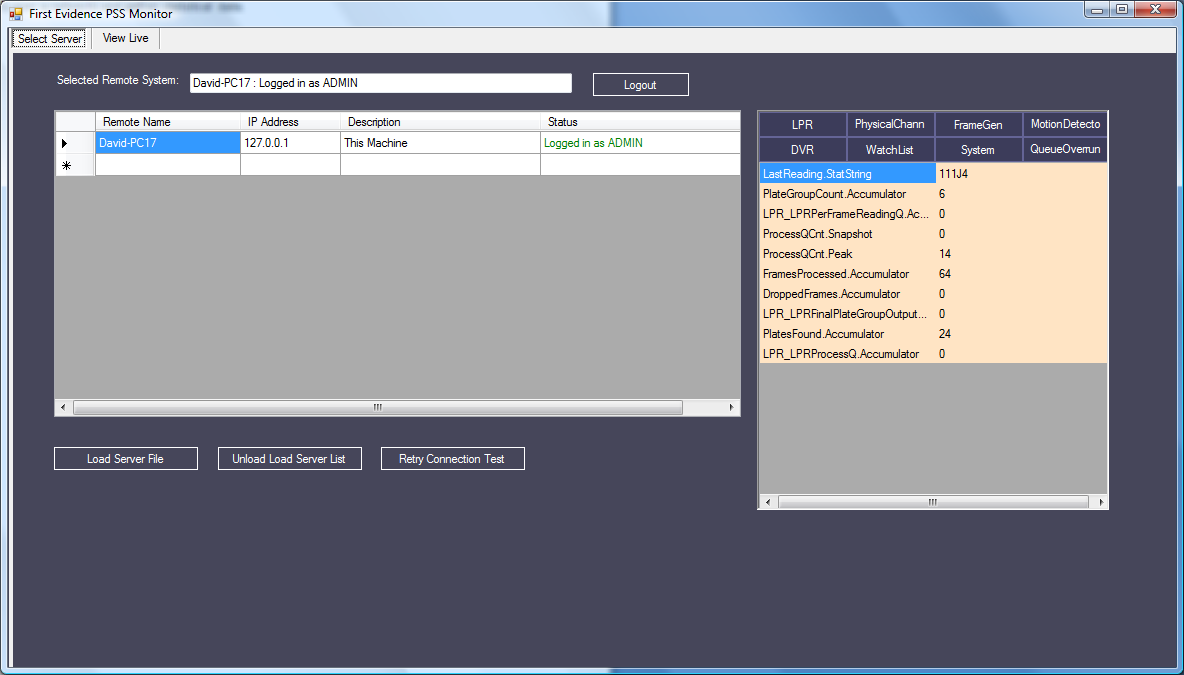 First Evidence PSS Monitor
Select Server View Live
Selected Remote System: David-PC17 : Logged in as ADMIN Logout
Remote Name IP Address Description Status
David-PC17 127.0.0.1 This Machine Logged in as ADMIN
LPR PhysicalChann FrameGen MotionDetecto
DVR WatchList System QueueOverrun
LastReading.StatString 111J4
PlateGroupCount.Accumulator 6
LPR_LPRPerFrameReadingQ.Ac... 0
ProcessQCnt.Snapshot 0
ProcessQCnt.Peak 14
FramesProcessed.Accumulator 64
DroppedFrames.Accumulator 0
LPR_LPRFinalPlateGroupOutput... 0
PlatesFound.Accumulator 24
LPR_LPRProcessQ.Accumulator 0
Load Server File Unload Load Server List Retry Connection Test